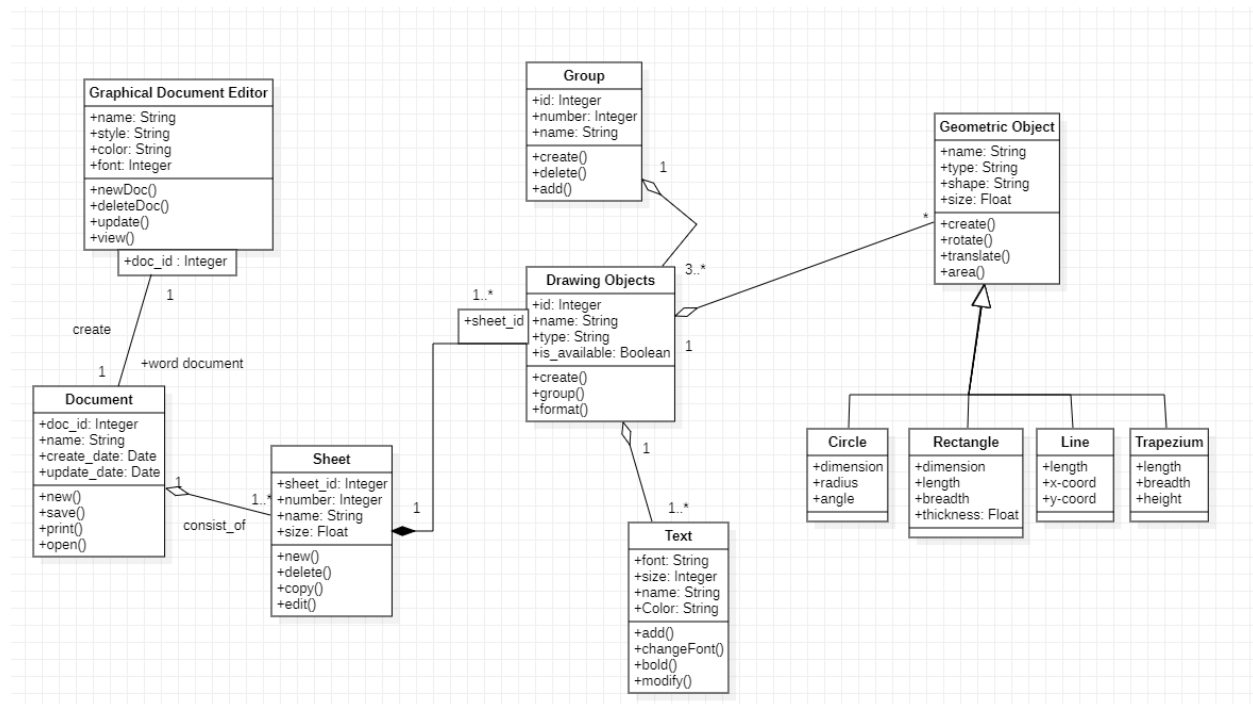 Graphical Document Editor
+name: String
+style: String
+color: String
+font: Integer
+newDoc()
+deleteDoc()
+update()
+view()
+doc_id : Integer
1
create
+word document
1
Document
+doc_id: Integer
+name: String
+create_date: Date
+update_date: Date
+new()
+save()
+print()
+open()
1
1..*
consist_of
Sheet
+sheet_id: Integer
+number: Integer
+name: String
+size: Float
+new()
+delete()
+copy()
+edit()
1
1..*
+sheet_id
Group
+id: Integer
+number: Integer
+name: String
+create()
+delete()
+add()
1
3..*
Drawing Objects
+id: Integer
+name: String
+type: String
+is_available: Boolean
+create()
+group()
+format()
1
*
1
1..*
Text
+font: String
+size: Integer
+name: String
+Color: String
+add()
+changeFont()
+bold()
+modify()
Geometric Object
+name: String
+type: String
+shape: String
+size: Float
+create()
+rotate()
+translate()
+area()
Circle
+dimension
+radius
+angle
Rectangle
+dimension
+length
+breadth
+thickness: Float
Line
+length
+x-coord
+y-coord
Trapezium
+length
+breadth
+height